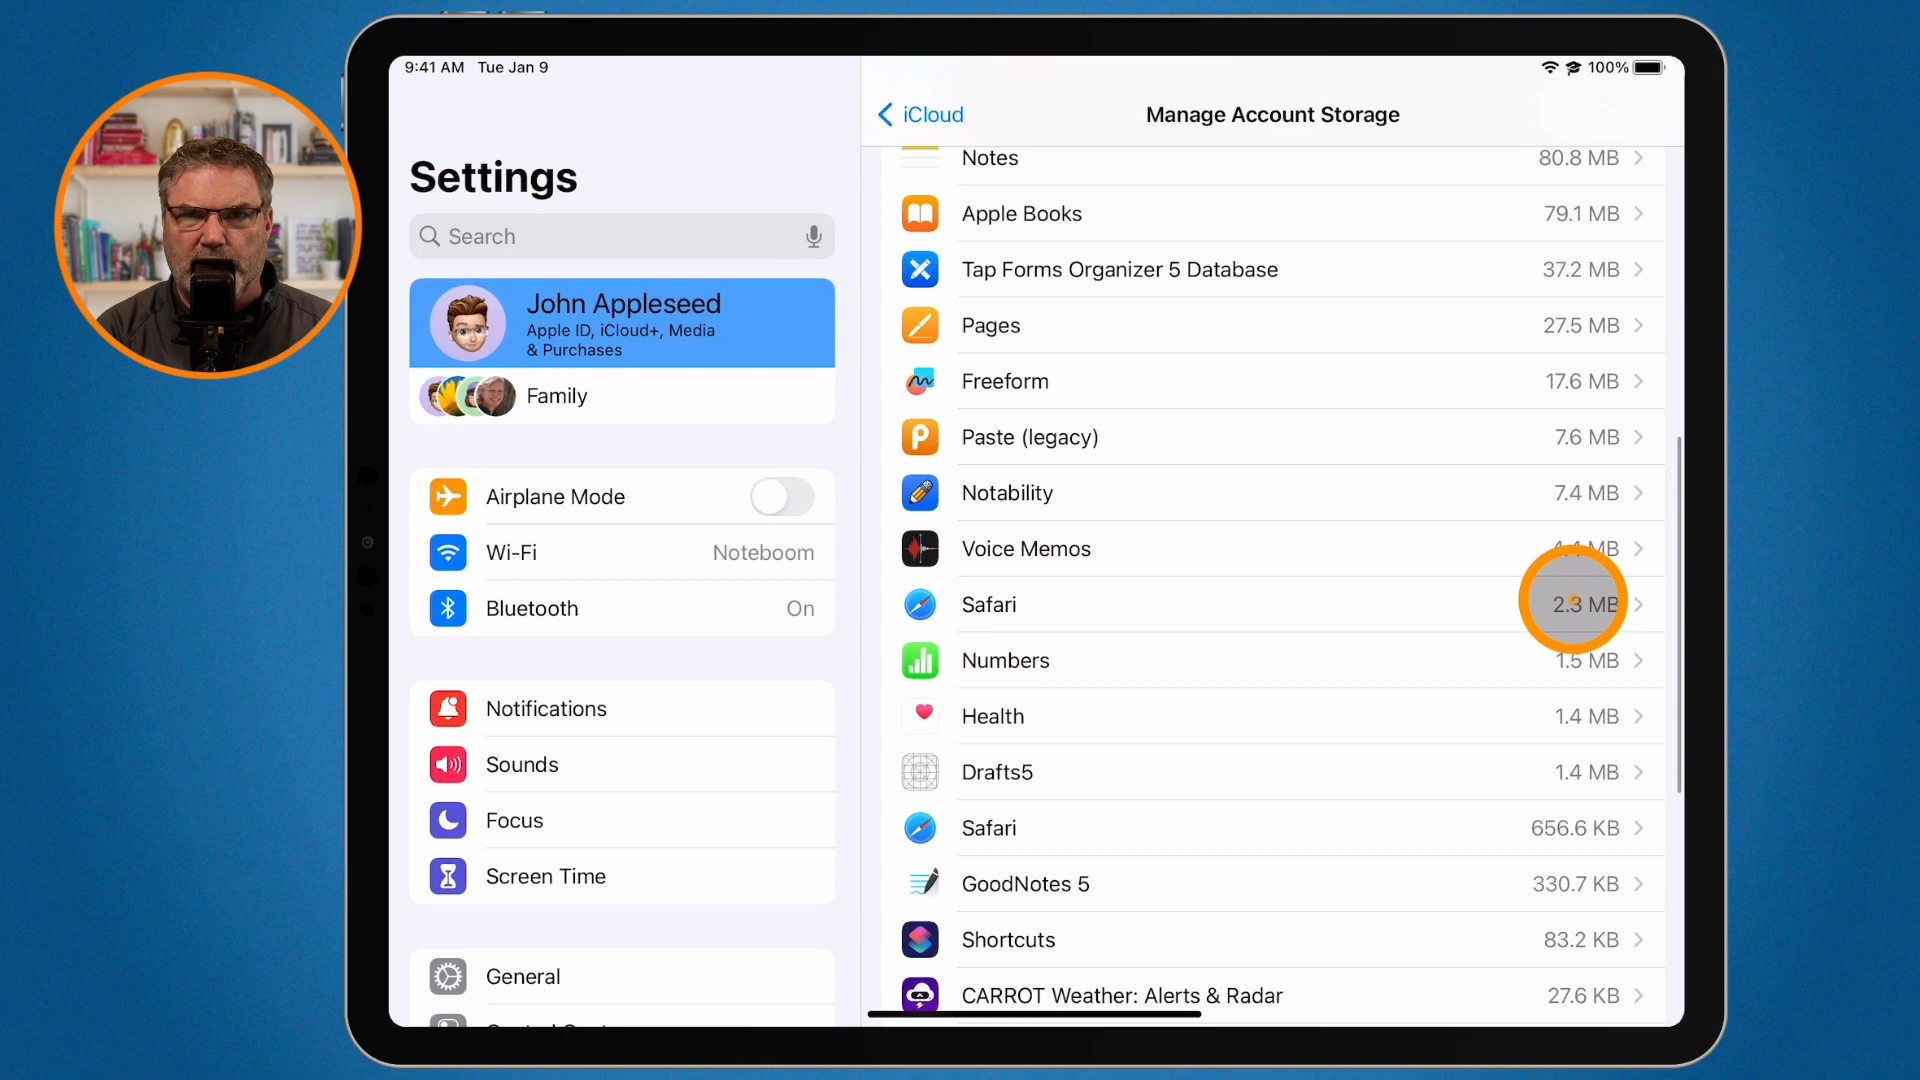 9:41 AM Tue Jan 9
100%
iCloud
Manage Account Storage
Settings
Search
John Appleseed
Apple ID, iCloud+, Media
& Purchases
Family
Airplane Mode
Wi-Fi Noteboom
Bluetooth On
Notifications
Sounds
Focus
Screen Time
General
Notes 80.8 MB
Apple Books 79.1 MB
Tap Forms Organizer 5 Database 37.2 MB
Pages 27.5 MB
Freeform 17.6 MB
Paste (legacy) 7.6 MB
Notability 7.4 MB
Voice Memos MB
Safari 2.3 MB
Numbers 1.5 MB
Health 1.4 MB
Drafts5 1.4 MB
Safari 656.6 KB
GoodNotes 5 330.7 KB
Shortcuts 83.2 KB
CARROT Weather: Alerts & Radar 27.6 KB